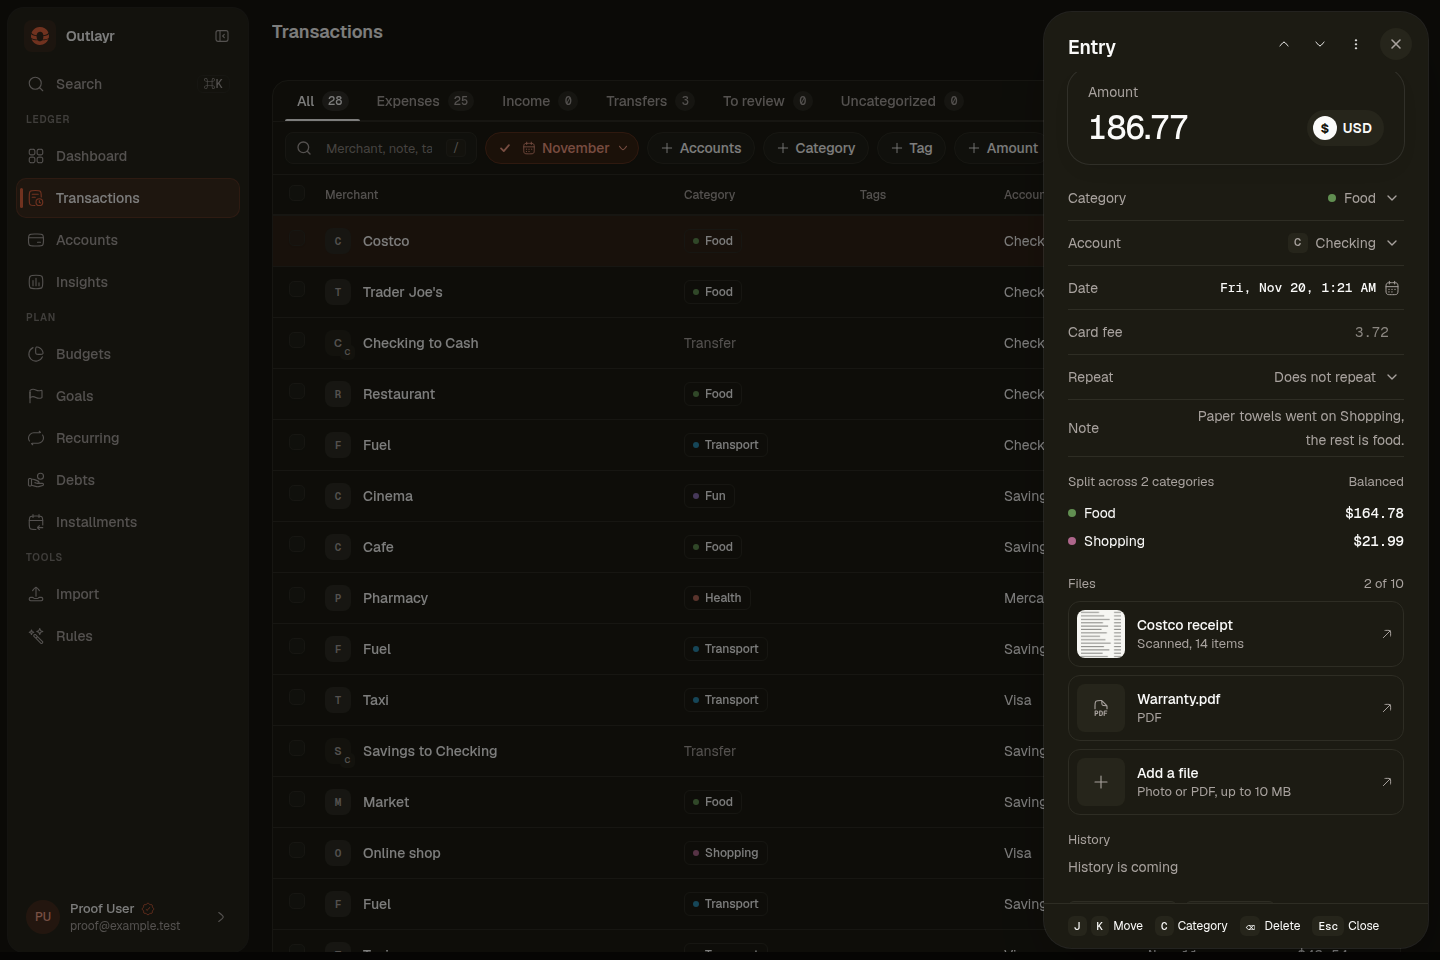 Outlayr
Search ⌘K
LEDGER
Dashboard
Transactions
Accounts
Insights
PLAN
Budgets
Goals
Recurring
Debts
Installments
TOOLS
Import
Rules
PU
Proof User
proof@example.test
Transactions
All 28
Expenses 25
Income 0
Transfers 3
To review 0
Uncategorized 0
Merchant, note, ta /
November
Accounts
Category
Tag
Amount
Merchant Category Tags
C Costco Food
T Trader Joe's Food
C C Checking to Cash Transfer
R Restaurant Food
F Fuel Transport
C Cinema Fun
C Cafe Food
P Pharmacy Health
F Fuel Transport
T Taxi Transport Visa
S C Savings to Checking Transfer
M Market Food
O Online shop Shopping Visa
F Fuel Transport
Entry
Amount
186.77
$ USD
Category Food
Account C Checking
Date Fri, Nov 20, 1:21 AM
Card fee 3.72
Repeat Does not repeat
Note Paper towels went on Shopping,
the rest is food.
Split across 2 categories Balanced
Food $164.78
Shopping $21.99
Files 2 of 10
Costco receipt
Scanned, 14 items
PDF
Warranty.pdf
PDF
Add a file
Photo or PDF, up to 10 MB
History
History is coming
J K Move C Category ⌫ Delete Esc Close